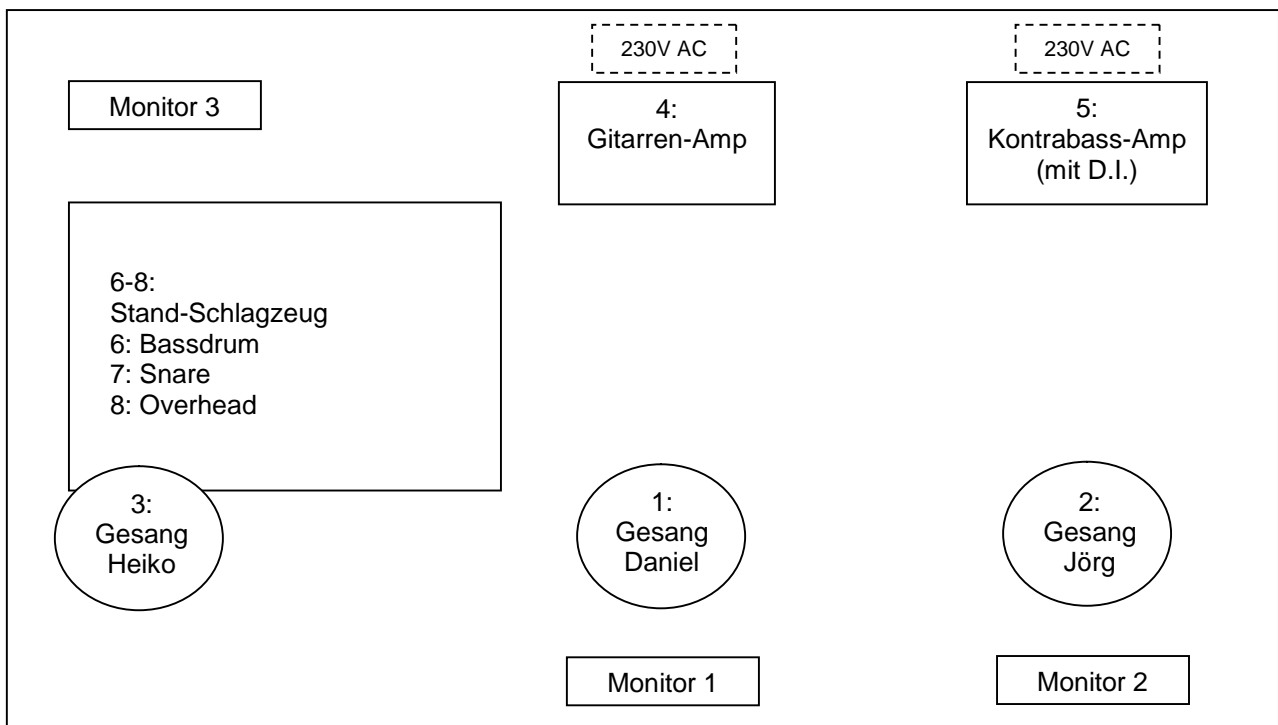 230V AC
230V AC
Monitor 3
4:
Gitarren-Amp
5:
Kontrabass-Amp
(mit D.I.)
6-8:
Stand-Schlagzeug
6: Bassdrum
7: Snare
8: Overhead
3:
Gesang
Heiko
1:
Gesang
Daniel
2:
Gesang
Jörg
Monitor 1
Monitor 2